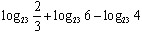 log₂₃ 2/3 + log₂₃ 6 − log₂₃ 4